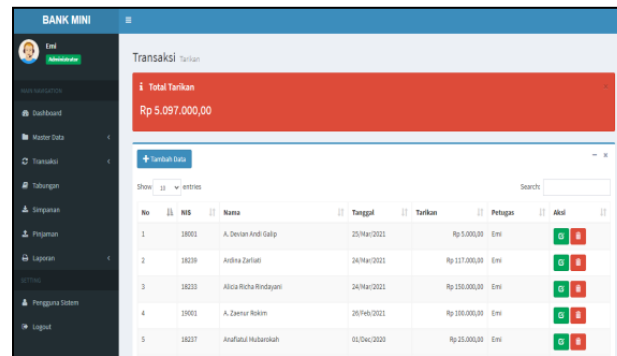 BANK MINI
Emi
Administrator
Transaksi Tarikan
MAIN NAVIGATION
i Total Tarikan
Rp 5.097.000,00
Dashboard
Master Data
Transaksi
Tabungan
Simpanan
Pinjaman
Laporan
SETTING
Pengguna Sistem
Logout
+ Tambah Data
Show 10 entries Search:
No NIS Nama Tanggal Tarikan Petugas Aksi
1 18001 A. Devian Andi Galip 25/Mar/2021 Rp 5.000,00 Emi
2 18239 Ardina Zarliati 24/Mar/2021 Rp 117.000,00 Emi
3 18233 Alicia Richa Rindayani 24/Mar/2021 Rp 150.000,00 Emi
4 19001 A. Zaenur Rokim 26/Feb/2021 Rp 100.000,00 Emi
5 18237 Anafiatul Hubarokah 01/Dec/2020 Rp 25.000,00 Emi